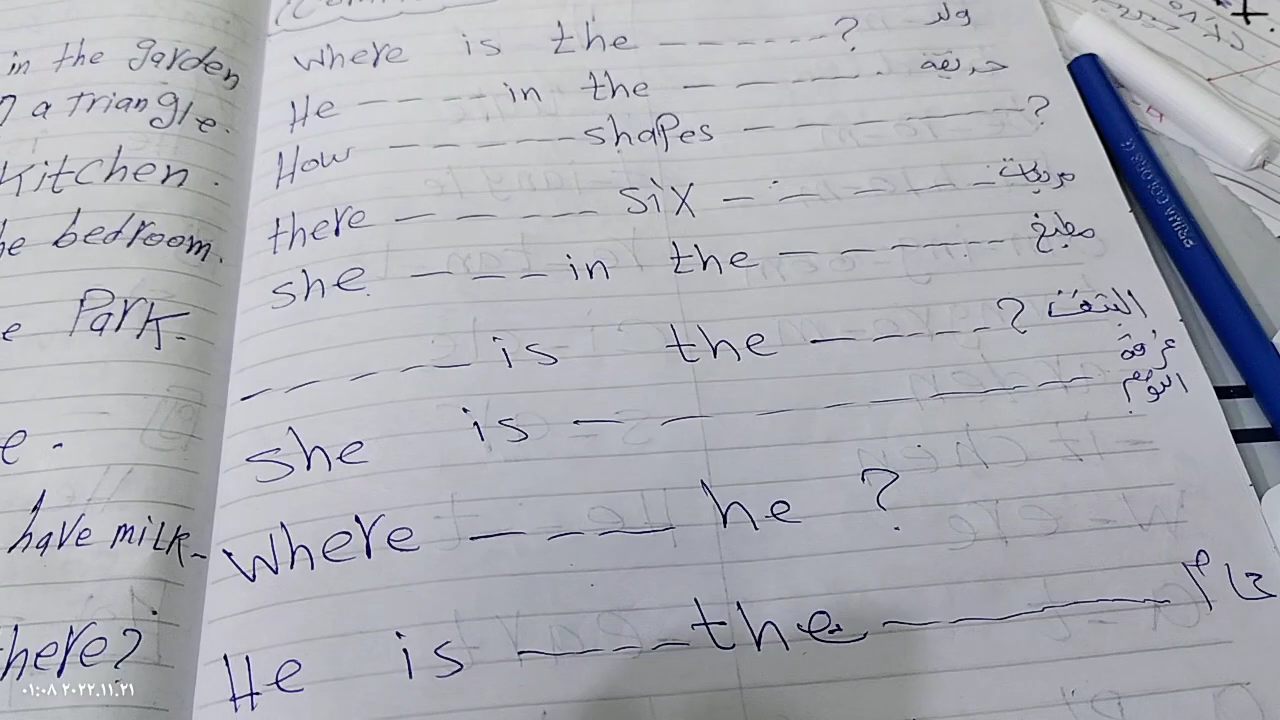 in the garden
a triangle.
Kitchen.
he bedroom.
e Park.
e.
have milk-
here?
where is the ------? ولد
He ---- in the ------. حديقة
How ------ shapes ------?
there ------ six ------ مربعات
she ---- in the ------ مطبخ
------ is the -----? البنت
she is ------ غرفة النوم
where ---- he ?
He is ---- the ------ حمام
٠١:٠٨ ٢٠٢٢.١١.٢١